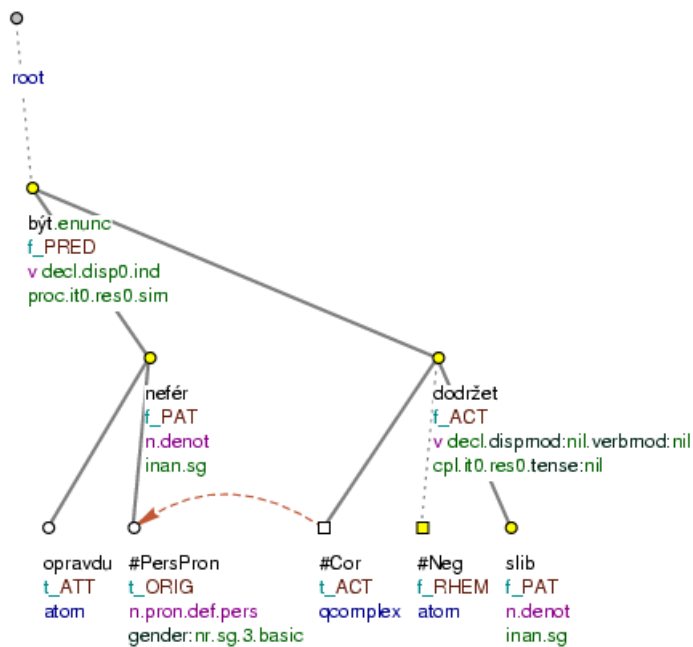 root
být.enunc
f_PRED
v decl.disp0.ind
proc.it0.res0.sim
nefér
f_PAT
n.denot
inan.sg
dodržet
f_ACT
v decl.dispmod:nil.verbmod:nil
cpl.it0.res0.tense:nil
opravdu
t_ATT
atom
#PersPron
t_ORIG
n.pron.def.pers
gender:nr.sg.3.basic
#Cor
t_ACT
qcomplex
#Neg
f_RHEM
atom
slib
f_PAT
n.denot
inan.sg